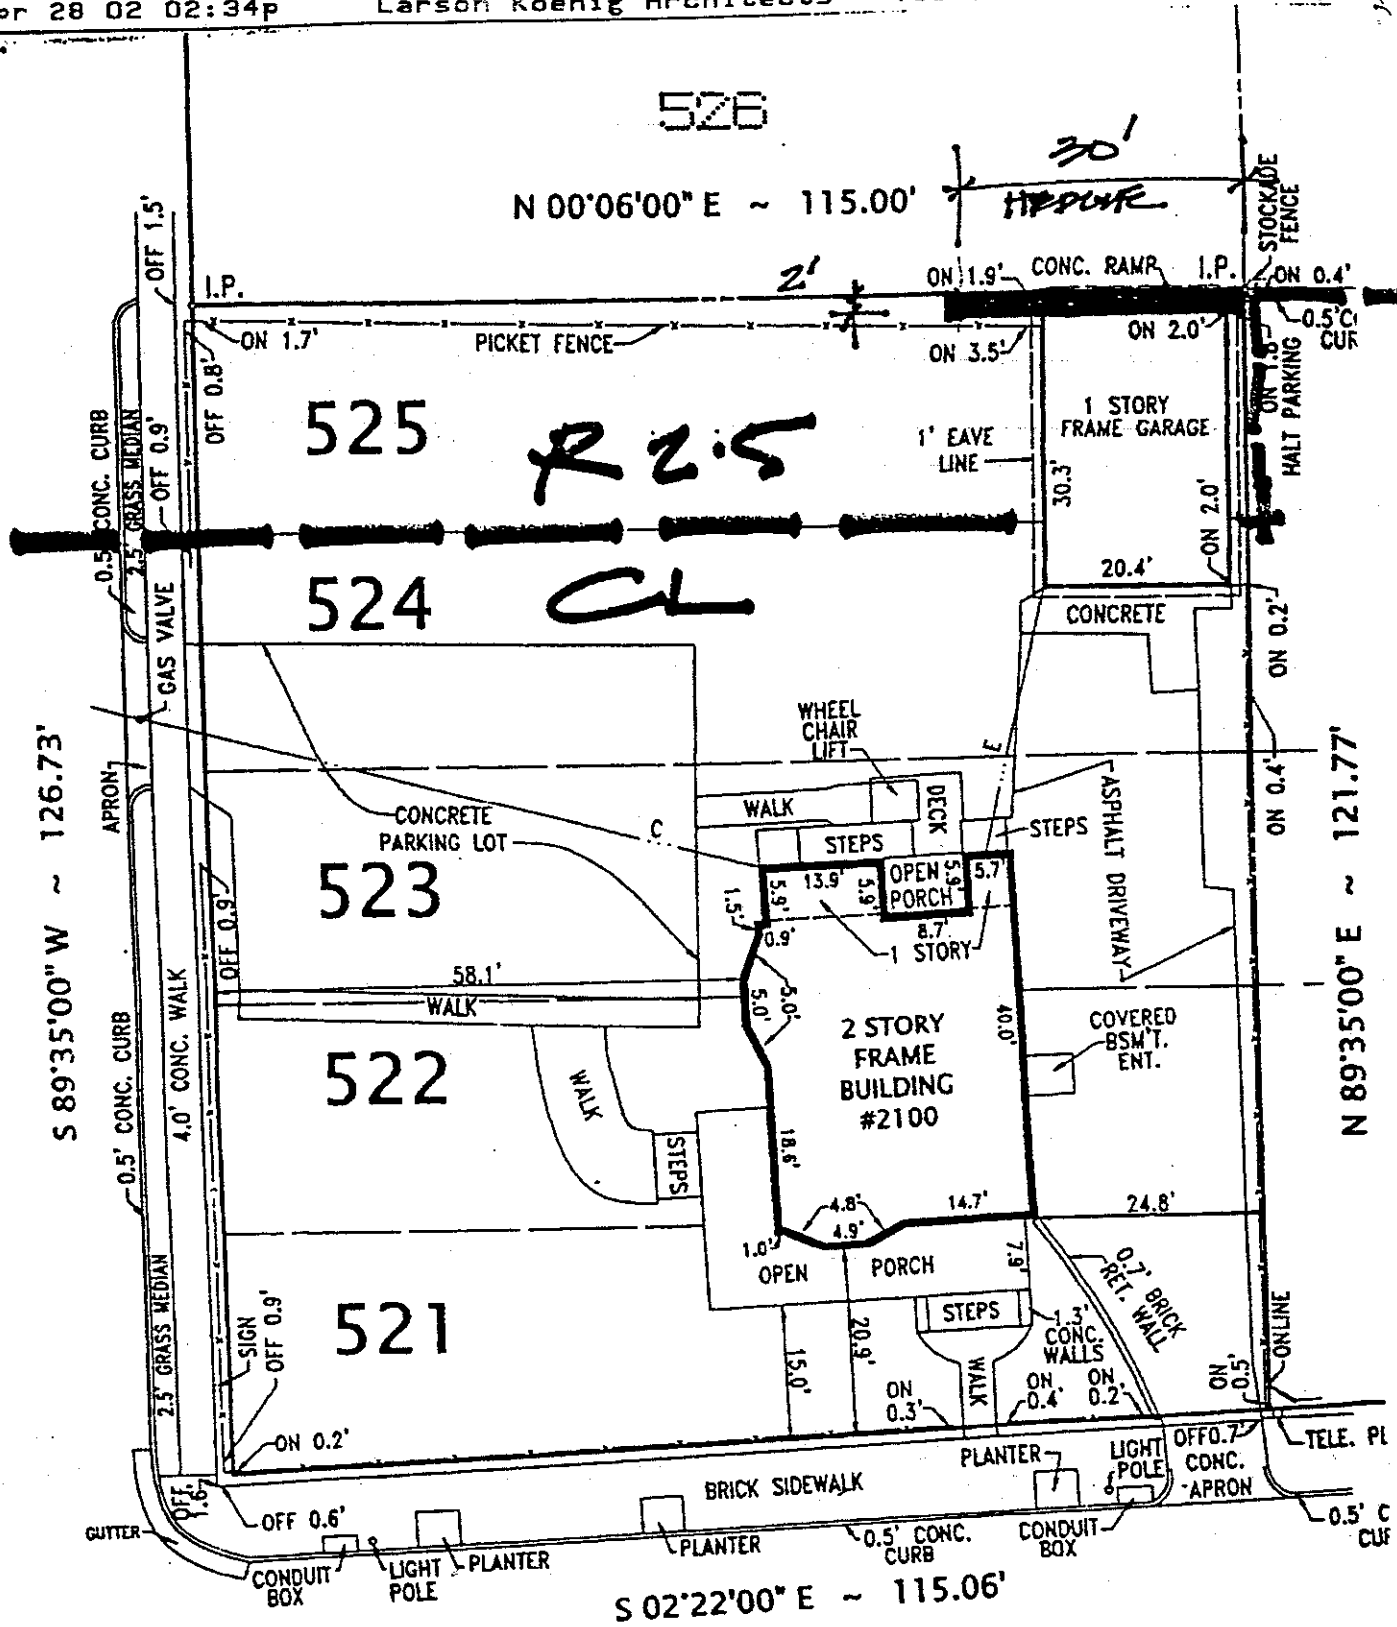 28 02 02:34p Larson Koenig Architects
526
30'
N 00°06'00" E ~ 115.00'
STOCKADE
FENCE
OFF 1.5'
I.P.
2'
ON 1.9'
CONC. RAMP
I.P.
ON 0.4'
ON 1.7'
PICKET FENCE
ON 3.5'
ON 2.0'
0.5' C
CUR
OFF 0.8'
0.5' CONC. CURB
2.5' GRASS MEDIAN
OFF 0.9'
525
R 2.5
1' EAVE
LINE
1 STORY
FRAME GARAGE
30.3'
ON 2.0'
ON 1.8'
HALT PARKING
20.4'
524
CL
CONCRETE
ON 0.2'
GAS VALVE
APRON
S 89°35'00" W ~ 126.73'
WHEEL
CHAIR
LIFT
E
N 89°35'00" E ~ 121.77'
ON 0.4'
ASPHALT DRIVEWAY
CONCRETE
PARKING LOT
C
WALK
DECK
STEPS
STEPS
523
OFF 0.9'
1.5'
5.9'
13.9'
5.9'
OPEN
PORCH
5.9'
5.7'
0.9'
8.7'
1 STORY
58.1'
WALK
5.0'
5.0'
40.0'
2 STORY
FRAME
BUILDING
#2100
COVERED
BSM'T.
ENT.
0.5' CONC. CURB
4.0' CONC. WALK
522
WALK
STEPS
18.6'
4.8'
14.7'
24.8'
1.0'
4.9'
7.9'
OPEN PORCH
0.7' BRICK
RET. WALL
2.5' GRASS MEDIAN
SIGN
OFF 0.9'
521
STEPS
1.3'
CONC.
WALLS
15.0'
20.9'
WALK
ON
0.3'
ON
0.4'
ON
0.2'
ON
0.5'
ONLINE
ON 0.2'
OFF
1.6'
OFF 0.6'
GUTTER
CONDUIT
BOX
LIGHT
POLE
PLANTER
BRICK SIDEWALK
PLANTER
0.5' CONC.
CURB
PLANTER
CONDUIT
BOX
LIGHT
POLE
OFF0.7'
CONC.
APRON
TELE. PL
0.5' C
CUR
S 02°22'00" E ~ 115.06'